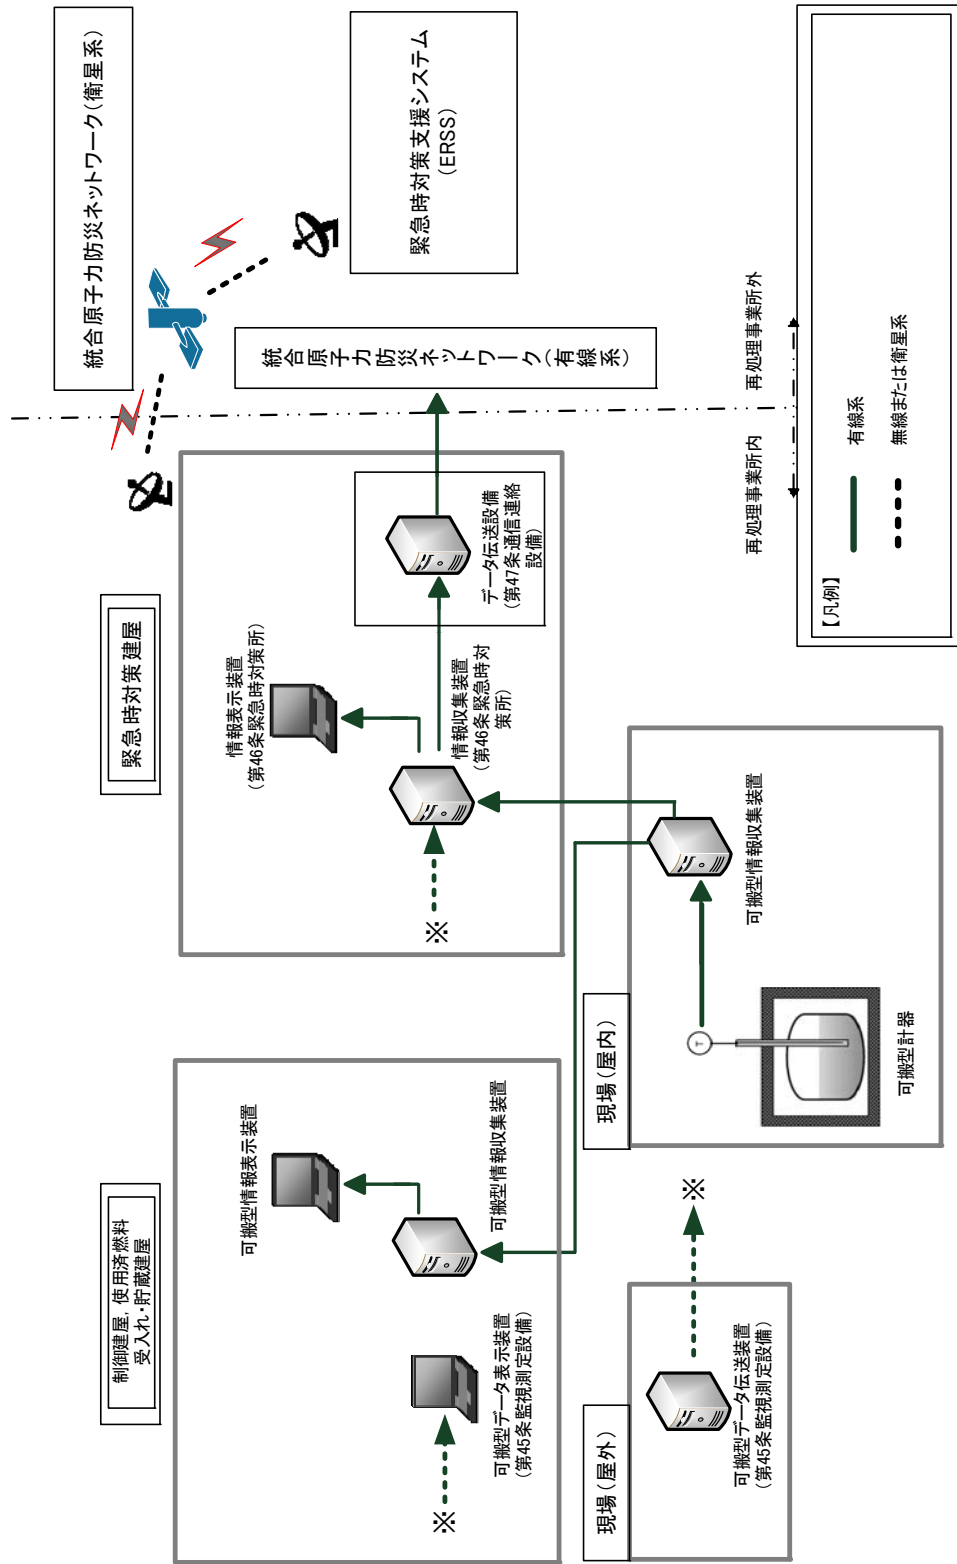 制御建屋，使用済燃料
受入れ・貯蔵建屋
可搬型情報表示装置
可搬型情報収集装置
※
可搬型データ表示装置
（第45条監視測定設備）
現場（屋外）
可搬型データ伝送装置
（第45条監視測定設備）
※
現場（屋内）
T
可搬型計器
可搬型情報収集装置
緊急時対策建屋
情報表示装置
（第46条緊急時対策所）
※
情報収集装置
（第46条緊急時対
策所）
データ伝送設備
（第47条通信連絡
設備）
統合原子力防災ネットワーク（衛星系）
統合原子力防災
ネットワーク（有線系）
緊急時対策支援システム
（ERSS）
再処理事業所内
再処理事業所外
【凡例】
有線系
無線または衛星系